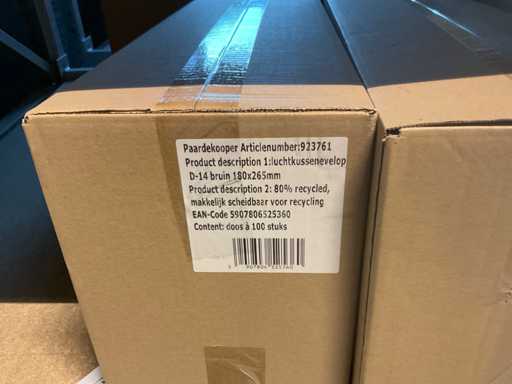 Paardekooper Articlenumber:923761
Product description 1:luchtkussenevelop
D-14 bruin 180x265mm
Product description 2: 80% recycled,
makkelijk scheidbaar voor recycling
EAN-Code 5907806525360
Content: doos à 100 stuks